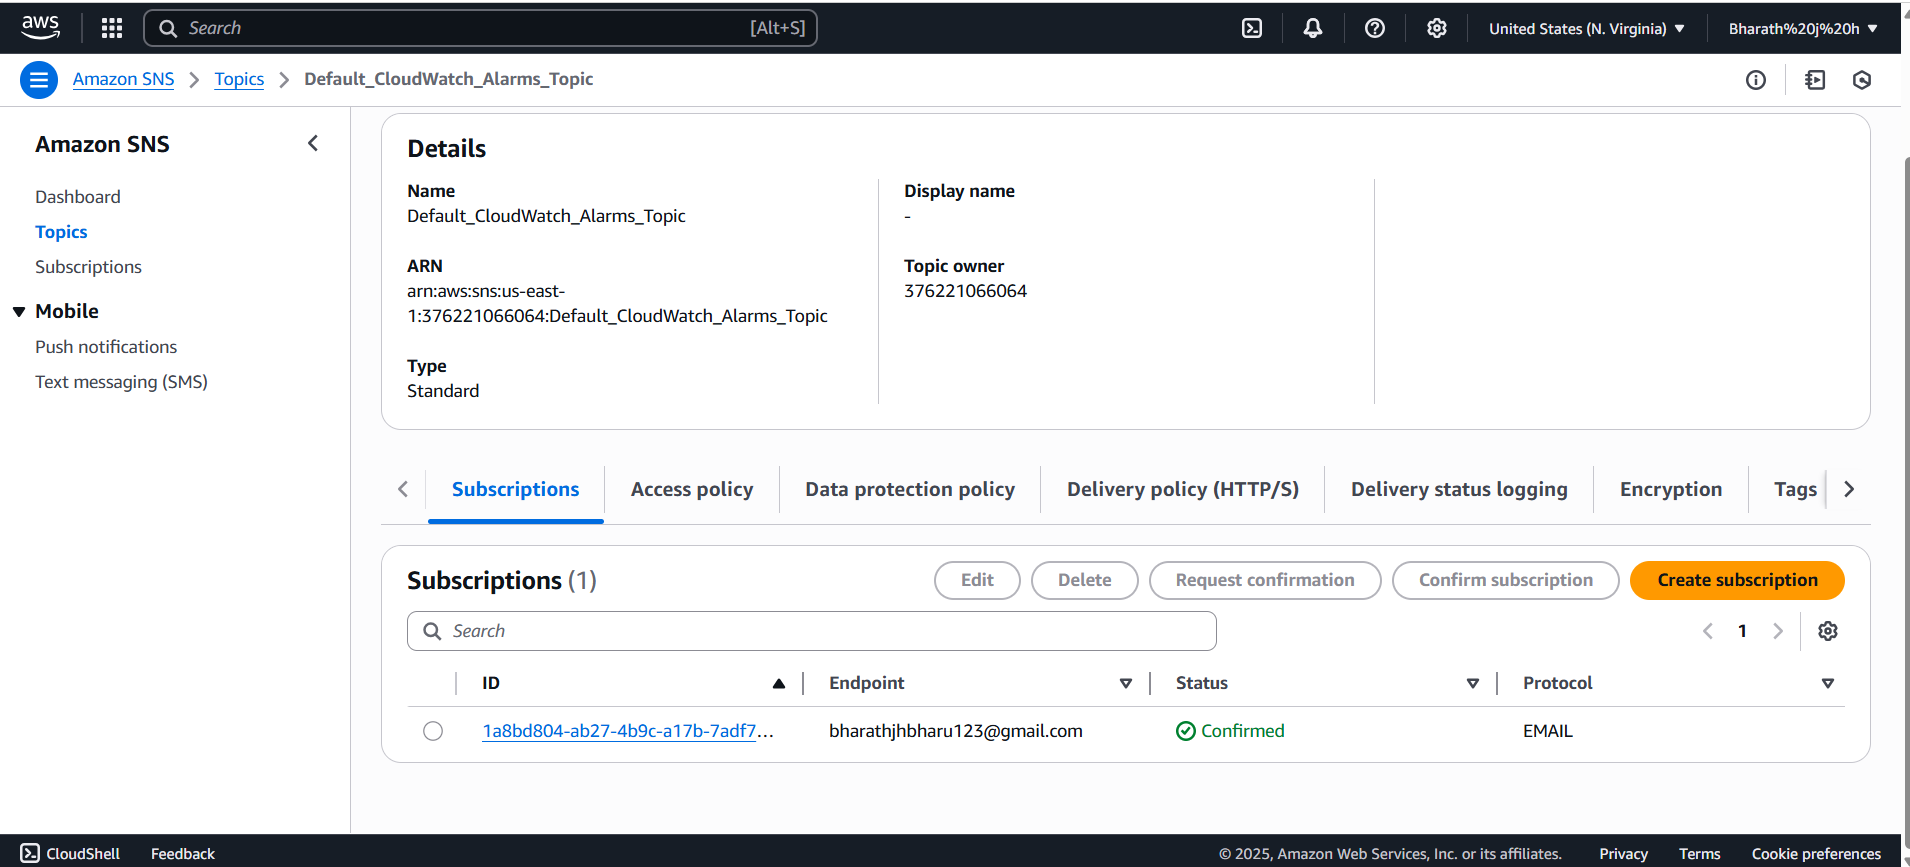 aws
Search [Alt+S]
United States (N. Virginia)
Bharath%20j%20h
Amazon SNS
Topics
Default_CloudWatch_Alarms_Topic
Amazon SNS
Dashboard
Topics
Subscriptions
Mobile
Push notifications
Text messaging (SMS)
Details
Name
Default_CloudWatch_Alarms_Topic
ARN
arn:aws:sns:us-east-
1:376221066064:Default_CloudWatch_Alarms_Topic
Type
Standard
Display name
-
Topic owner
376221066064
Subscriptions
Access policy
Data protection policy
Delivery policy (HTTP/S)
Delivery status logging
Encryption
Tags
Subscriptions (1)
Edit
Delete
Request confirmation
Confirm subscription
Create subscription
Search
1
ID
Endpoint
Status
Protocol
1a8bd804-ab27-4b9c-a17b-7adf7...
bharathjhbharu123@gmail.com
Confirmed
EMAIL
CloudShell
Feedback
© 2025, Amazon Web Services, Inc. or its affiliates.
Privacy
Terms
Cookie preferences